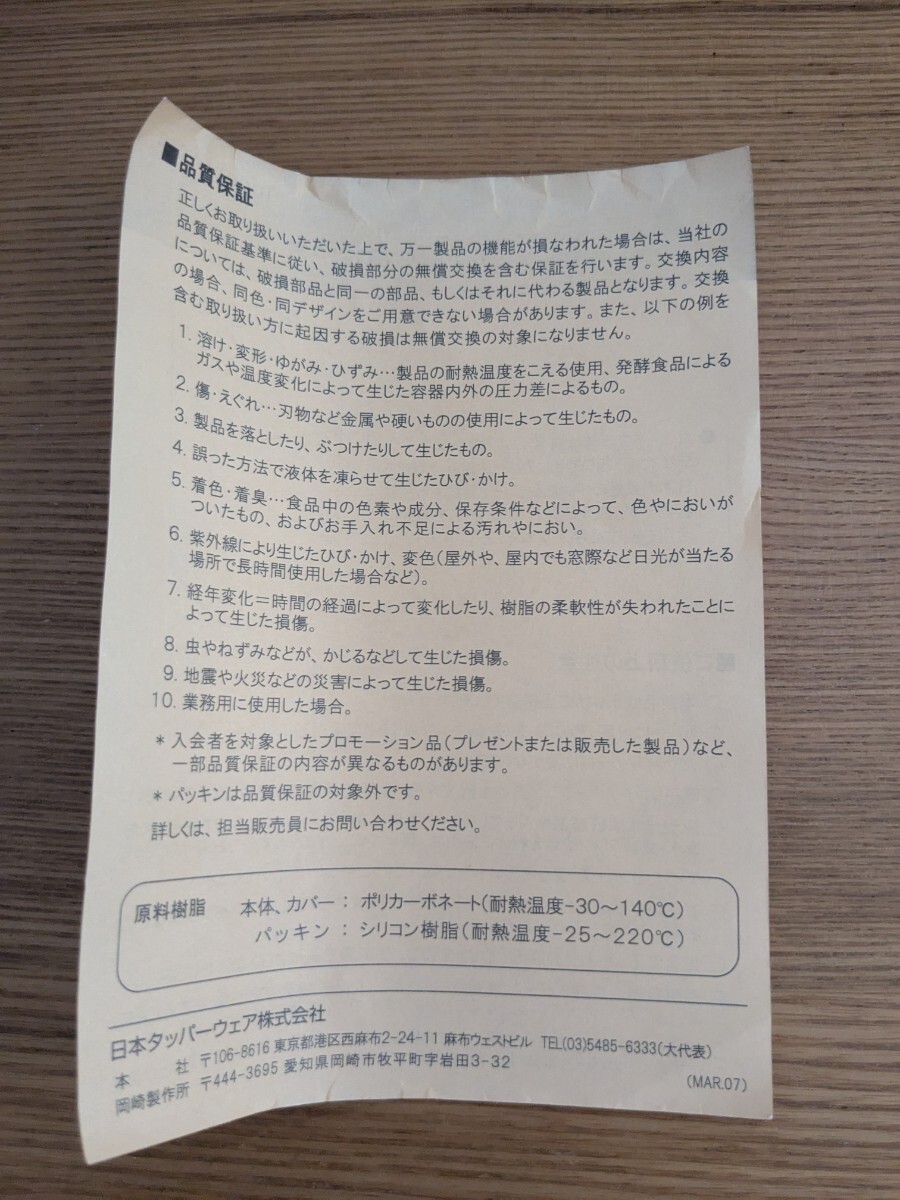 ■品質保証
正しくお取り扱いいただいた上で、万一製品の機能が損なわれた場合は、当社の
品質保証基準に従い、破損部分の無償交換を含む保証を行います。交換内容
については、破損部品と同一の部品、もしくはそれに代わる製品となります。交換
の場合、同色・同デザインをご用意できない場合があります。また、以下の例を
含む取り扱い方に起因する破損は無償交換の対象になりません。
1. 溶け・変形・ゆがみ・ひずみ…製品の耐熱温度をこえる使用、発酵食品による
ガスや温度変化によって生じた容器内外の圧力差によるもの。
2. 傷・えぐれ…刃物など金属や硬いものの使用によって生じたもの。
3. 製品を落としたり、ぶつけたりして生じたもの。
4. 誤った方法で液体を凍らせて生じたひび・かけ。
5. 着色・着臭…食品中の色素や成分、保存条件などによって、色やにおいが
ついたもの、およびお手入れ不足による汚れやにおい。
6. 紫外線により生じたひび・かけ、変色(屋外や、屋内でも窓際など日光が当たる
場所で長時間使用した場合など)。
7. 経年変化＝時間の経過によって変化したり、樹脂の柔軟性が失われたことに
よって生じた損傷。
8. 虫やねずみなどが、かじるなどして生じた損傷。
9. 地震や火災などの災害によって生じた損傷。
10. 業務用に使用した場合。
* 入会者を対象としたプロモーション品(プレゼントまたは販売した製品)など、
一部品質保証の内容が異なるものがあります。
* パッキンは品質保証の対象外です。
詳しくは、担当販売員にお問い合わせください。
原料樹脂 本体、カバー： ポリカーボネート(耐熱温度-30～140℃)
パッキン： シリコン樹脂(耐熱温度-25～220℃)
日本タッパーウェア株式会社
本 社 〒106-8616 東京都港区西麻布2-24-11 麻布ウェストビル TEL(03)5485-6333(大代表)
岡崎製作所 〒444-3695 愛知県岡崎市牧平町字岩田3-32
(MAR.07)